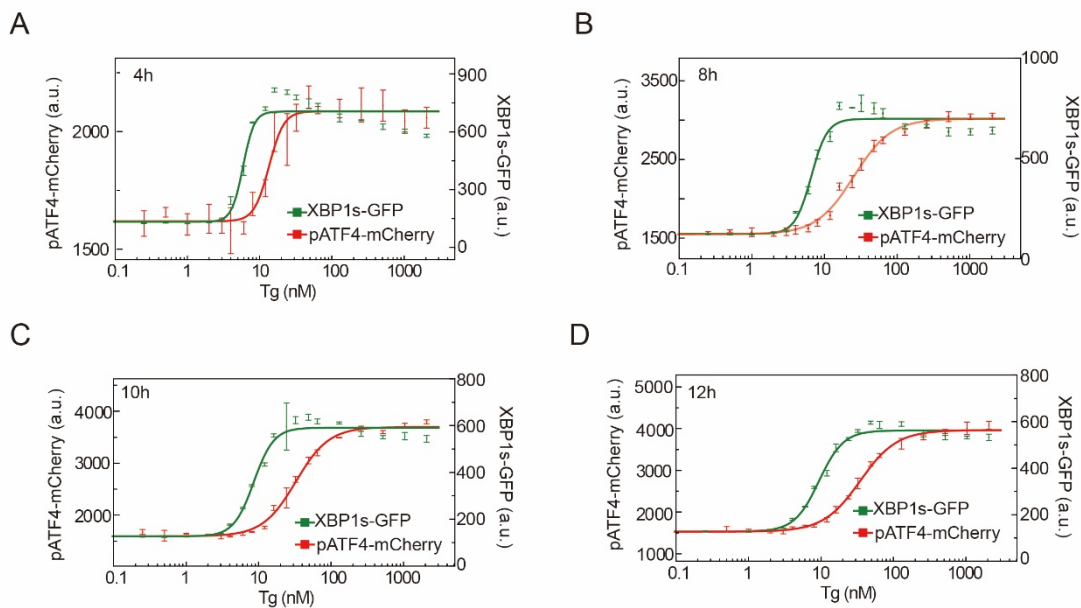 A
4h
pATF4-mCherry (a.u.)
2000
1500
900
600
300
0
XBP1s-GFP (a.u.)
XBP1s-GFP
pATF4-mCherry
0.1 1 10 100 1000
Tg (nM)
B
8h
pATF4-mCherry (a.u.)
3500
2500
1500
1000
500
0
XBP1s-GFP (a.u.)
XBP1s-GFP
pATF4-mCherry
0.1 1 10 100 1000
Tg (nM)
C
10h
pATF4-mCherry (a.u.)
4000
3000
2000
800
600
400
200
0
XBP1s-GFP (a.u.)
XBP1s-GFP
pATF4-mCherry
0.1 1 10 100 1000
Tg (nM)
D
12h
pATF4-mCherry (a.u.)
5000
4000
3000
2000
1000
800
600
400
200
0
XBP1s-GFP (a.u.)
XBP1s-GFP
pATF4-mCherry
0.1 1 10 100 1000
Tg (nM)